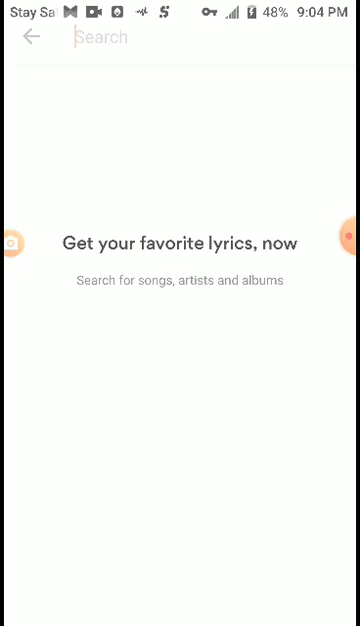 Stay Sa 48% 9:04 PM
Search
Get your favorite lyrics, now
Search for songs, artists and albums